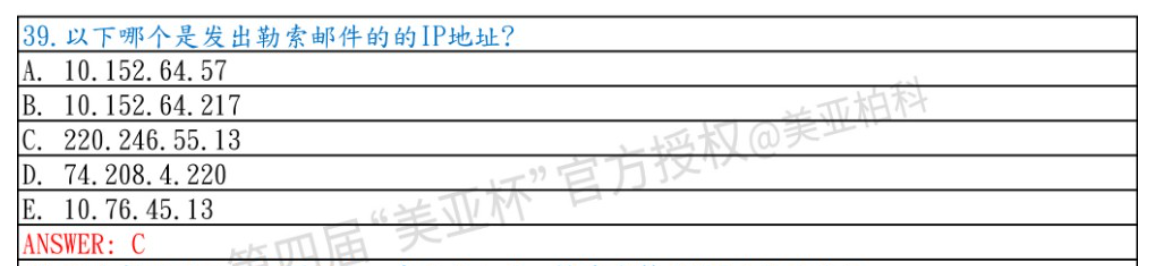 39. 以下哪个是发出勒索邮件的的IP地址?
A. 10.152.64.57
B. 10.152.64.217
C. 220.246.55.13
D. 74.208.4.220
E. 10.76.45.13
ANSWER: C
第四届“美亚杯”官方授权@美亚柏科